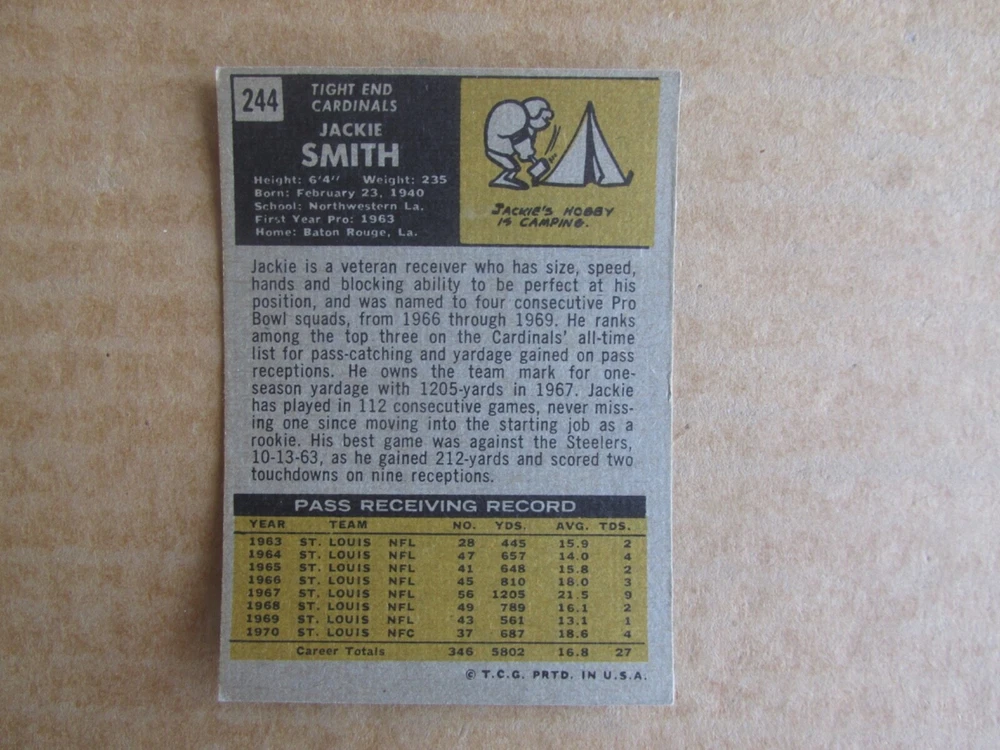 244
TIGHT END
CARDINALS
JACKIE
SMITH
Height: 6'4" Weight: 235
Born: February 23, 1940
School: Northwestern La.
First Year Pro: 1963
Home: Baton Rouge, La.
JACKIE'S HOBBY
IS CAMPING.
Jackie is a veteran receiver who has size, speed,
hands and blocking ability to be perfect at his
position, and was named to four consecutive Pro
Bowl squads, from 1966 through 1969. He ranks
among the top three on the Cardinals' all-time
list for pass-catching and yardage gained on pass
receptions. He owns the team mark for one-
season yardage with 1205-yards in 1967. Jackie
has played in 112 consecutive games, never miss-
ing one since moving into the starting job as a
rookie. His best game was against the Steelers,
10-13-63, as he gained 212-yards and scored two
touchdowns on nine receptions.
PASS RECEIVING RECORD
YEAR TEAM NO. YDS. AVG. TDS.
1963 ST. LOUIS NFL 28 445 15.9 2
1964 ST. LOUIS NFL 47 657 14.0 4
1965 ST. LOUIS NFL 41 648 15.8 2
1966 ST. LOUIS NFL 45 810 18.0 3
1967 ST. LOUIS NFL 56 1205 21.5 9
1968 ST. LOUIS NFL 49 789 16.1 2
1969 ST. LOUIS NFL 43 561 13.1 1
1970 ST. LOUIS NFC 37 687 18.6 4
Career Totals 346 5802 16.8 27
© T.C.G. PRTD. IN U.S.A.